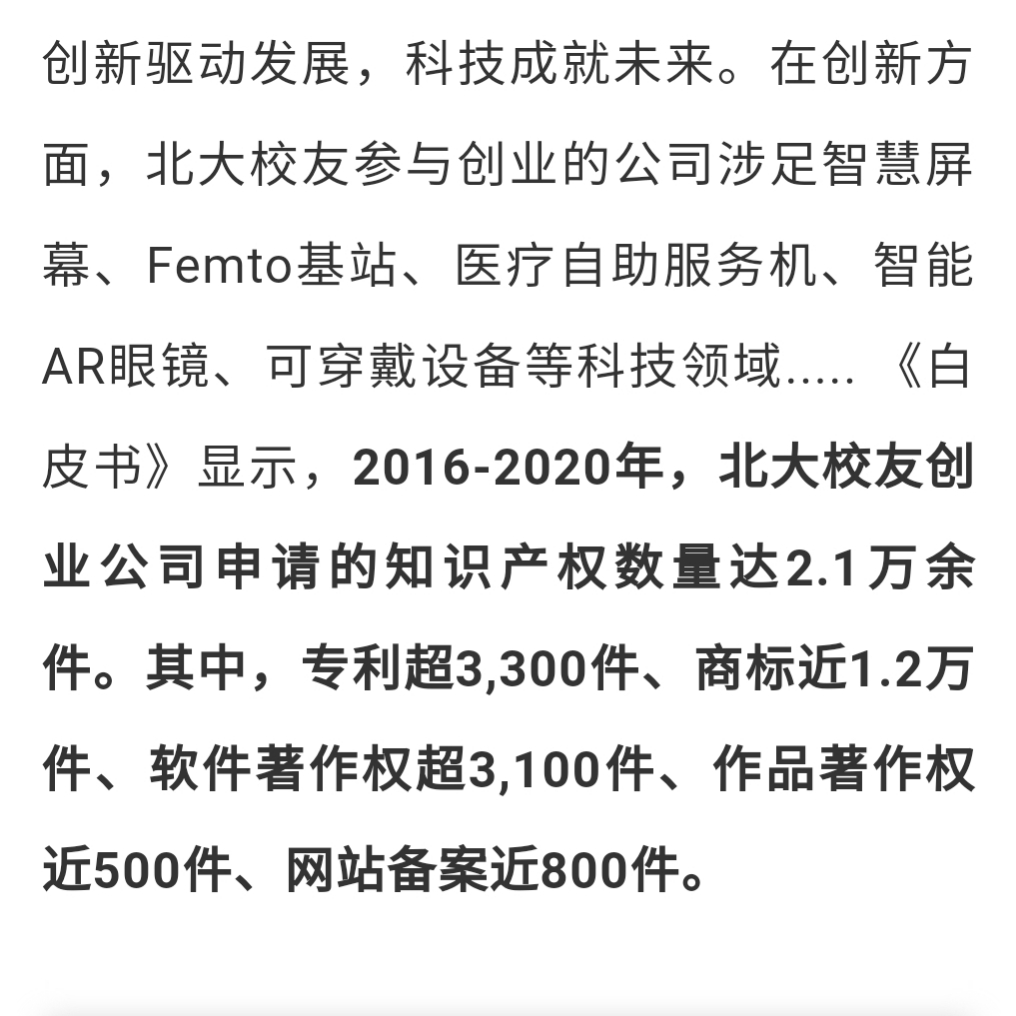 创新驱动发展，科技成就未来。在创新方
面，北大校友参与创业的公司涉足智慧屏
幕、Femto基站、医疗自助服务机、智能
AR眼镜、可穿戴设备等科技领域..... 《白
皮书》显示，2016-2020年，北大校友创
业公司申请的知识产权数量达2.1万余
件。其中，专利超3,300件、商标近1.2万
件、软件著作权超3,100件、作品著作权
近500件、网站备案近800件。